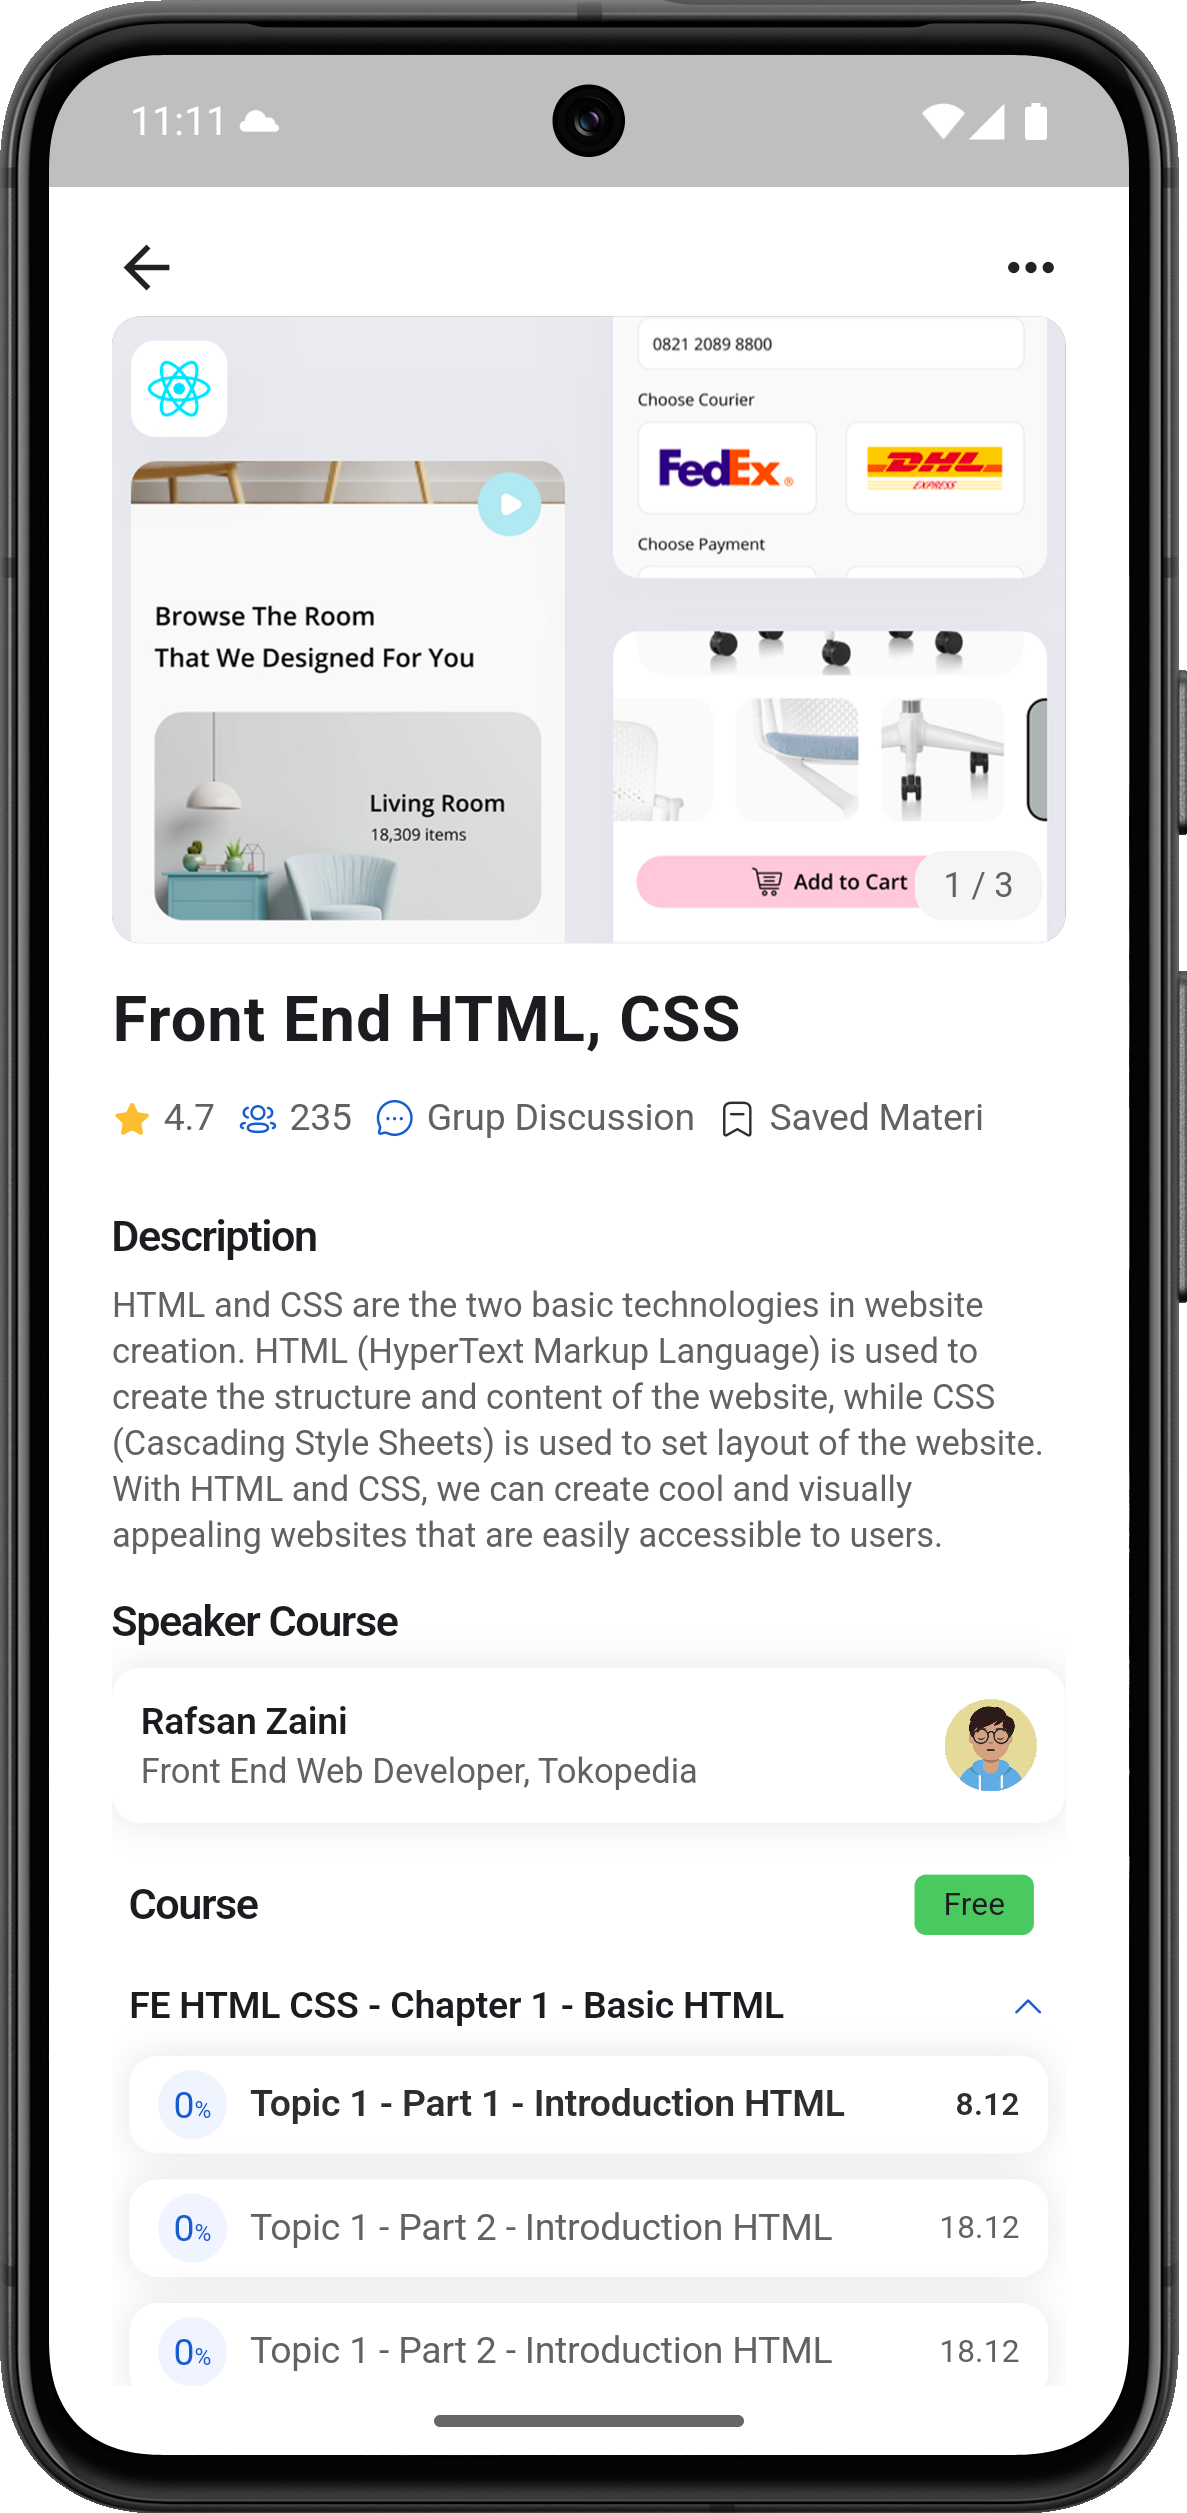 11:11
0821 2089 8800
Choose Courier
FedEx ®
DHL
EXPRESS
Choose Payment
Browse The Room
That We Designed For You
Living Room
18,309 items
Add to Cart
1 / 3
Front End HTML, CSS
4.7 235 Grup Discussion Saved Materi
Description
HTML and CSS are the two basic technologies in website
creation. HTML (HyperText Markup Language) is used to
create the structure and content of the website, while CSS
(Cascading Style Sheets) is used to set layout of the website.
With HTML and CSS, we can create cool and visually
appealing websites that are easily accessible to users.
Speaker Course
Rafsan Zaini
Front End Web Developer, Tokopedia
Course Free
FE HTML CSS - Chapter 1 - Basic HTML
0% Topic 1 - Part 1 - Introduction HTML 8.12
0% Topic 1 - Part 2 - Introduction HTML 18.12
0% Topic 1 - Part 2 - Introduction HTML 18.12